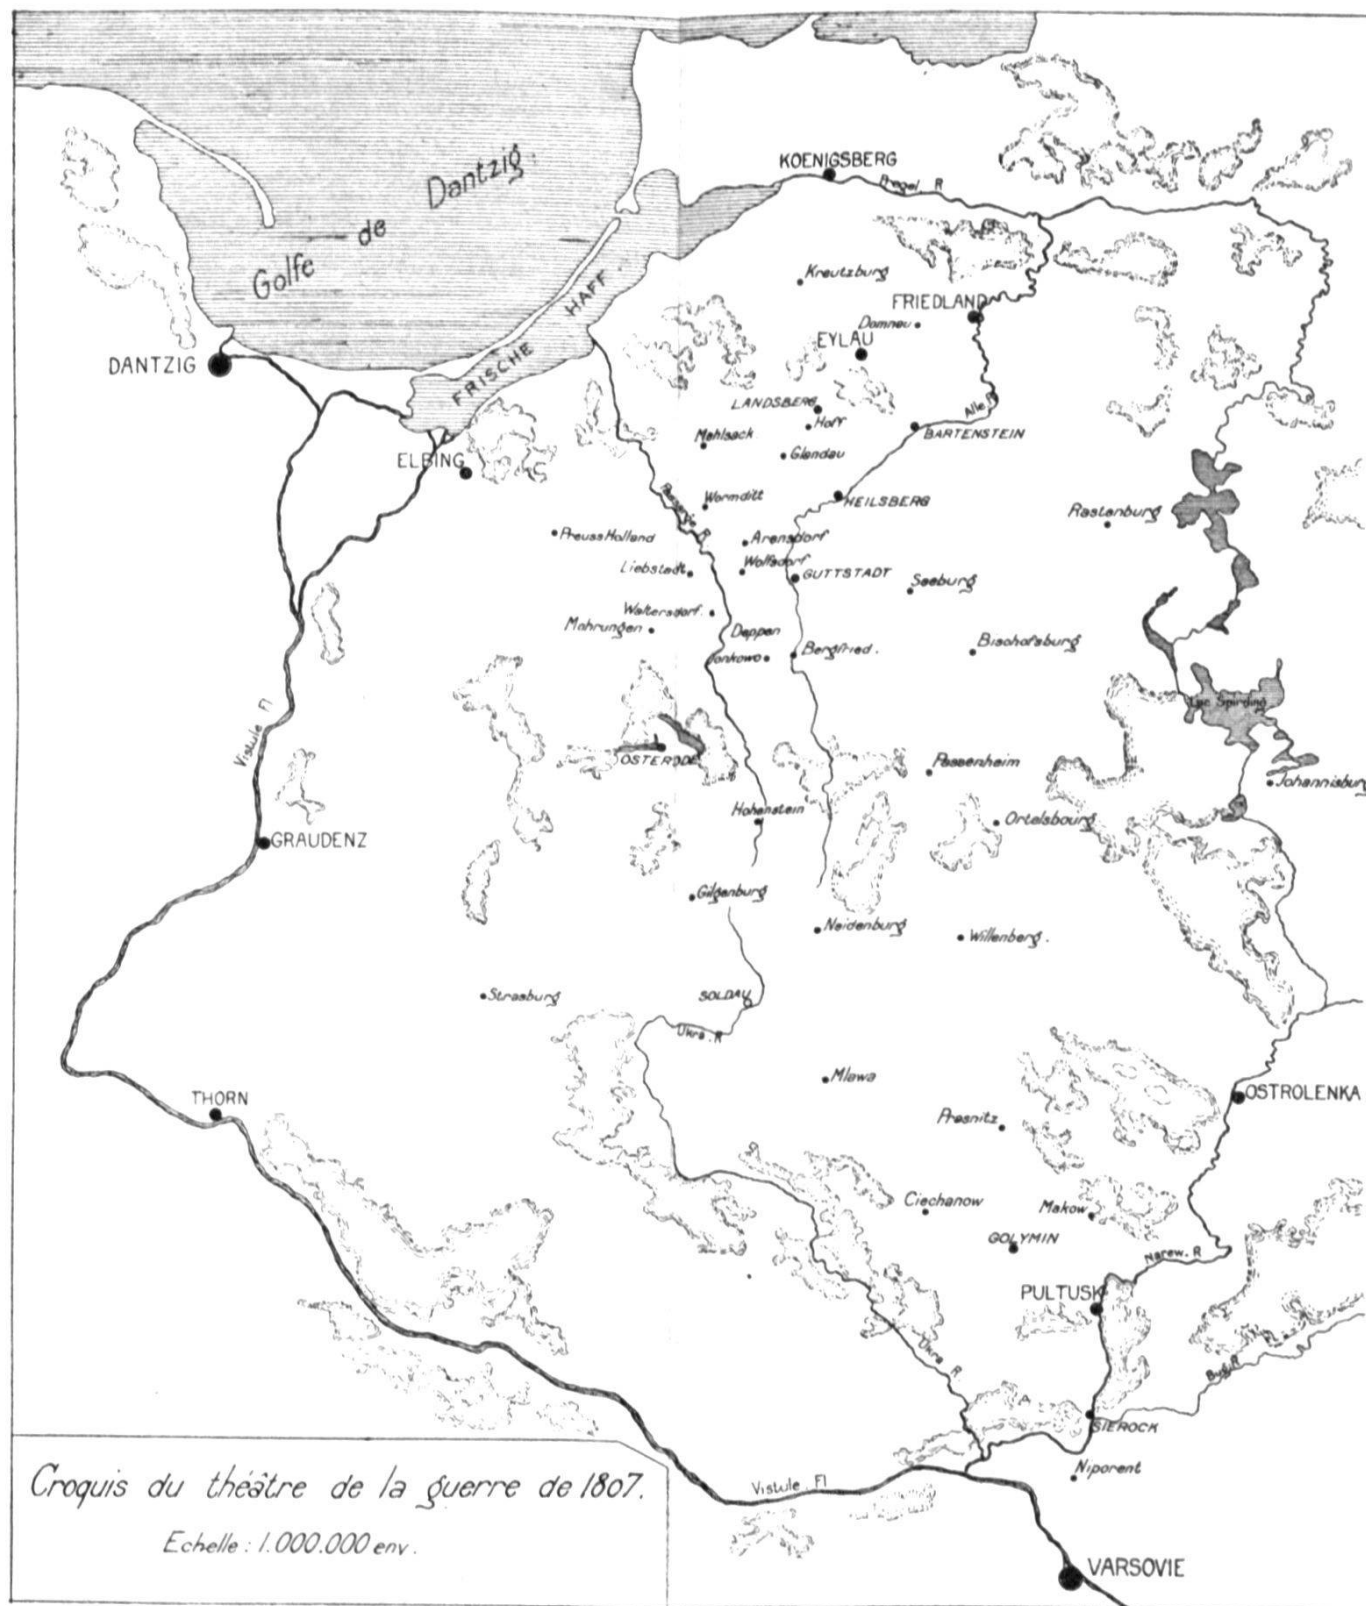 KOENIGSBERG
Pregel. R
Golfe de Dantzig
Kreutzburg
FRISCHE HAFF
FRIEDLAND
Domnau
EYLAU
DANTZIG
LANDSBERG
Hoff
Alle. R
BARTENSTEIN
Mehlsack
Glandau
ELBING
HEILSBERG
Wormditt
Passarge R.
Rastenburg
Preuss Holland
Arensdorf
Liebstadt
Wolfsdorf
GUTTSTADT
Seeburg
Waltersdorf.
Mohrungen
Deppen
Jonkowo
Bergfried.
Bischofsburg
Lac Spirding
Vistule Fl
OSTERODE
Passenheim
Johannisburg
Hohenstein
Ortelsbourg
GRAUDENZ
Gilgenburg
Neidenburg
Willenberg.
Strasburg
SOLDAU
Ukra. R
Mlawa
THORN
OSTROLENKA
Presnitz
Ciechanow
Makow
GOLYMIN
Narew. R
PULTUSK
Ukra. R
Bug. R
SIEROCK
Niporent
Vistule. Fl
VARSOVIE
Croquis du théâtre de la guerre de 1807.
Echelle : 1.000.000 env.